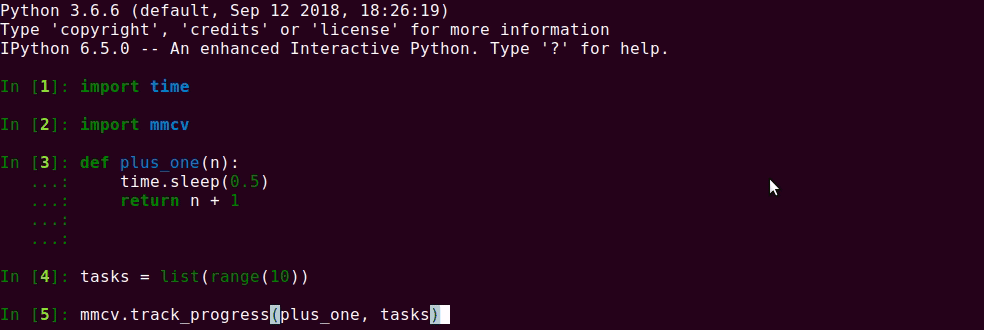 Python 3.6.6 (default, Sep 12 2018, 18:26:19)
Type 'copyright', 'credits' or 'license' for more information
IPython 6.5.0 -- An enhanced Interactive Python. Type '?' for help.
In [1]: import time
In [2]: import mmcv
In [3]: def plus_one(n):
   ...:     time.sleep(0.5)
   ...:     return n + 1
   ...:
   ...:
In [4]: tasks = list(range(10))
In [5]: mmcv.track_progress(plus_one, tasks)